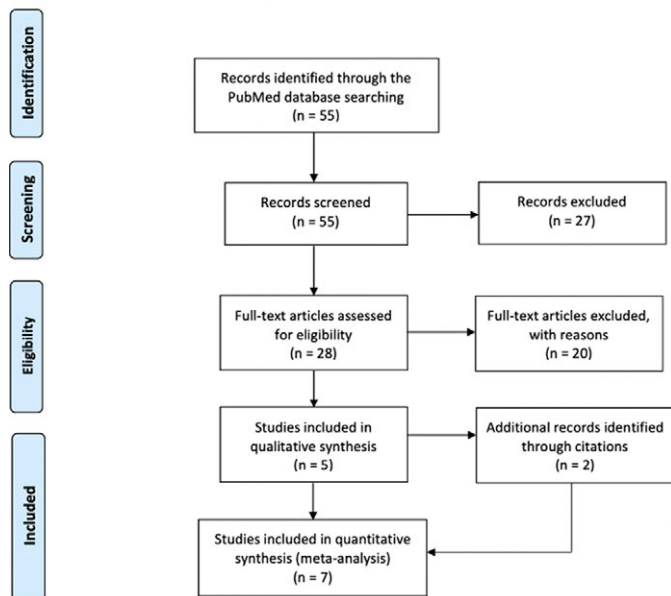 Identification
Records identified through the
PubMed database searching
(n = 55)
Screening
Records screened
(n = 55)
Records excluded
(n = 27)
Eligibility
Full-text articles assessed
for eligibility
(n = 28)
Full-text articles excluded,
with reasons
(n = 20)
Included
Studies included in
qualitative synthesis
(n = 5)
Additional records identified
through citations
(n = 2)
Studies included in quantitative
synthesis (meta-analysis)
(n = 7)